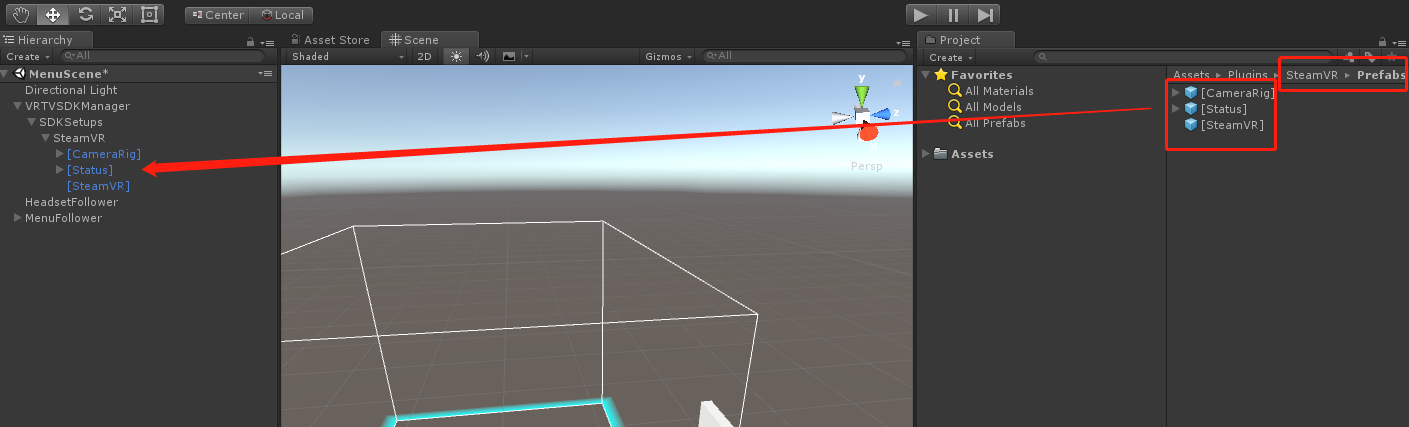 Center
Local
Hierarchy
Create
All
MenuScene*
Directional Light
VRTVSDKManager
SDKSetups
SteamVR
[CameraRig]
[Status]
[SteamVR]
HeadsetFollower
MenuFollower
Asset Store
Scene
Shaded
2D
Gizmos
All
y
z
Persp
Project
Create
Favorites
All Materials
All Models
All Prefabs
Assets
Assets ▸ Plugins ▸ SteamVR ▸ Prefabs
[CameraRig]
[Status]
[SteamVR]